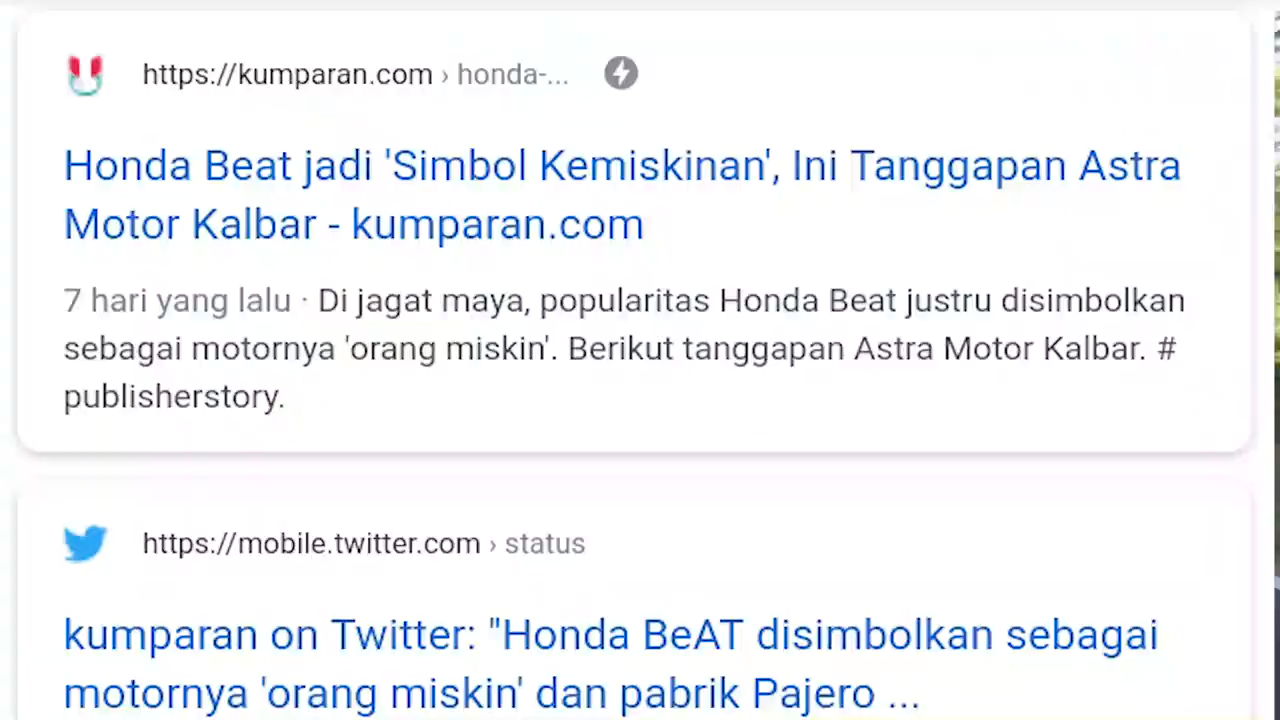 https://kumparan.com › honda-...
Honda Beat jadi 'Simbol Kemiskinan', Ini Tanggapan Astra
Motor Kalbar - kumparan.com
7 hari yang lalu · Di jagat maya, popularitas Honda Beat justru disimbolkan
sebagai motornya 'orang miskin'. Berikut tanggapan Astra Motor Kalbar. #
publisherstory.
https://mobile.twitter.com › status
kumparan on Twitter: "Honda BeAT disimbolkan sebagai
motornya 'orang miskin' dan pabrik Pajero ...